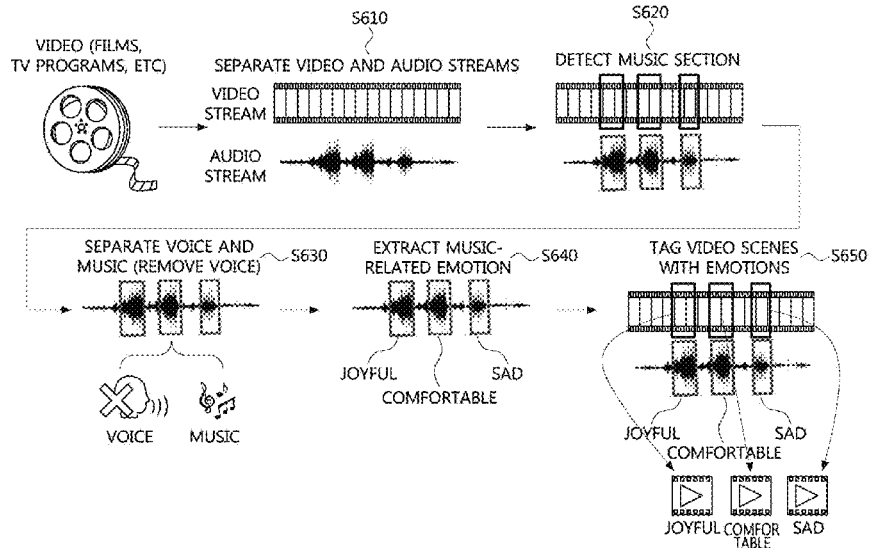 S610
S620
VIDEO (FILMS,
TV PROGRAMS, ETC)
SEPARATE VIDEO AND AUDIO STREAMS
DETECT MUSIC SECTION
VIDEO
STREAM
AUDIO
STREAM
SEPARATE VOICE AND
MUSIC (REMOVE VOICE)
S630
EXTRACT MUSIC-
RELATED EMOTION
S640
TAG VIDEO SCENES
WITH EMOTIONS
S650
JOYFUL
SAD
COMFORTABLE
VOICE
MUSIC
JOYFUL
SAD
COMFORTABLE
JOYFUL
COMFOR
TABLE
SAD